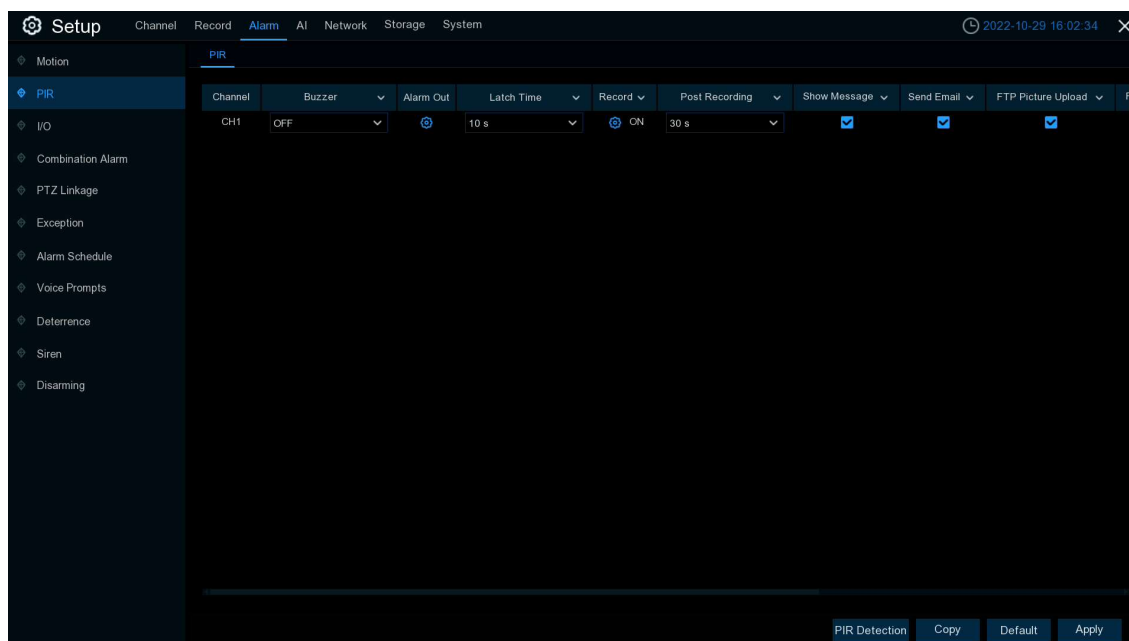 Setup Channel Record Alarm AI Network Storage System 2022-10-29 16:02:34
Motion
PIR
I/O
Combination Alarm
PTZ Linkage
Exception
Alarm Schedule
Voice Prompts
Deterrence
Siren
Disarming
PIR
Channel Buzzer Alarm Out Latch Time Record Post Recording Show Message Send Email FTP Picture Upload
CH1 OFF 10 s ON 30 s
PIR Detection Copy Default Apply